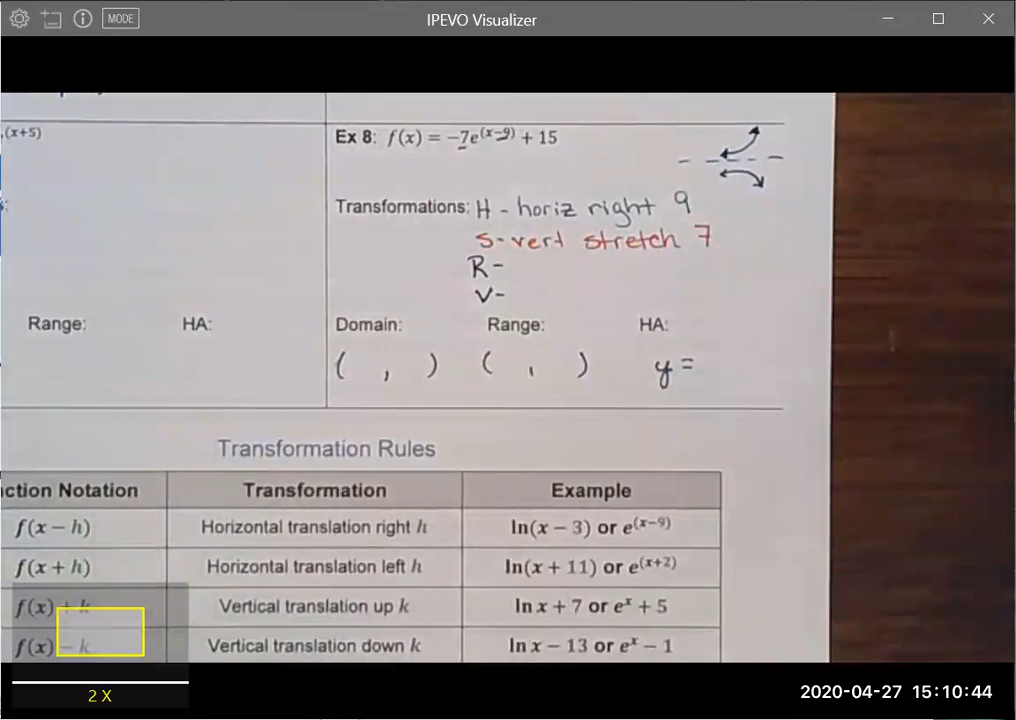 MODE
IPEVO Visualizer
(x+5)
Ex 8: f(x) = −7e^(x−9) + 15
Transformations: H - horiz right 9
S- vert stretch 7
R-
V-
Range: HA:
Domain: Range: HA:
( , ) ( , ) y =
Transformation Rules
ction Notation Transformation Example
f(x − h) Horizontal translation right h ln(x − 3) or e^(x−9)
f(x + h) Horizontal translation left h ln(x + 11) or e^(x+2)
f(x) + k Vertical translation up k ln x + 7 or e^x + 5
f(x) − k Vertical translation down k ln x − 13 or e^x − 1
2 X
2020-04-27 15:10:44